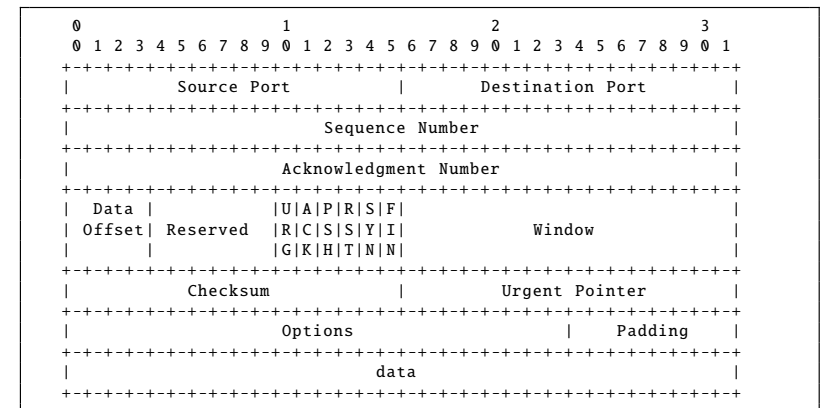 0                   1                   2                   3
    0 1 2 3 4 5 6 7 8 9 0 1 2 3 4 5 6 7 8 9 0 1 2 3 4 5 6 7 8 9 0 1
   +-+-+-+-+-+-+-+-+-+-+-+-+-+-+-+-+-+-+-+-+-+-+-+-+-+-+-+-+-+-+-+-+
   |          Source Port          |       Destination Port        |
   +-+-+-+-+-+-+-+-+-+-+-+-+-+-+-+-+-+-+-+-+-+-+-+-+-+-+-+-+-+-+-+-+
   |                        Sequence Number                        |
   +-+-+-+-+-+-+-+-+-+-+-+-+-+-+-+-+-+-+-+-+-+-+-+-+-+-+-+-+-+-+-+-+
   |                    Acknowledgment Number                      |
   +-+-+-+-+-+-+-+-+-+-+-+-+-+-+-+-+-+-+-+-+-+-+-+-+-+-+-+-+-+-+-+-+
   |  Data |           |U|A|P|R|S|F|                               |
   | Offset| Reserved  |R|C|S|S|Y|I|            Window             |
   |       |           |G|K|H|T|N|N|                               |
   +-+-+-+-+-+-+-+-+-+-+-+-+-+-+-+-+-+-+-+-+-+-+-+-+-+-+-+-+-+-+-+-+
   |           Checksum            |         Urgent Pointer        |
   +-+-+-+-+-+-+-+-+-+-+-+-+-+-+-+-+-+-+-+-+-+-+-+-+-+-+-+-+-+-+-+-+
   |                    Options                    |    Padding    |
   +-+-+-+-+-+-+-+-+-+-+-+-+-+-+-+-+-+-+-+-+-+-+-+-+-+-+-+-+-+-+-+-+
   |                             data                              |
   +-+-+-+-+-+-+-+-+-+-+-+-+-+-+-+-+-+-+-+-+-+-+-+-+-+-+-+-+-+-+-+-+